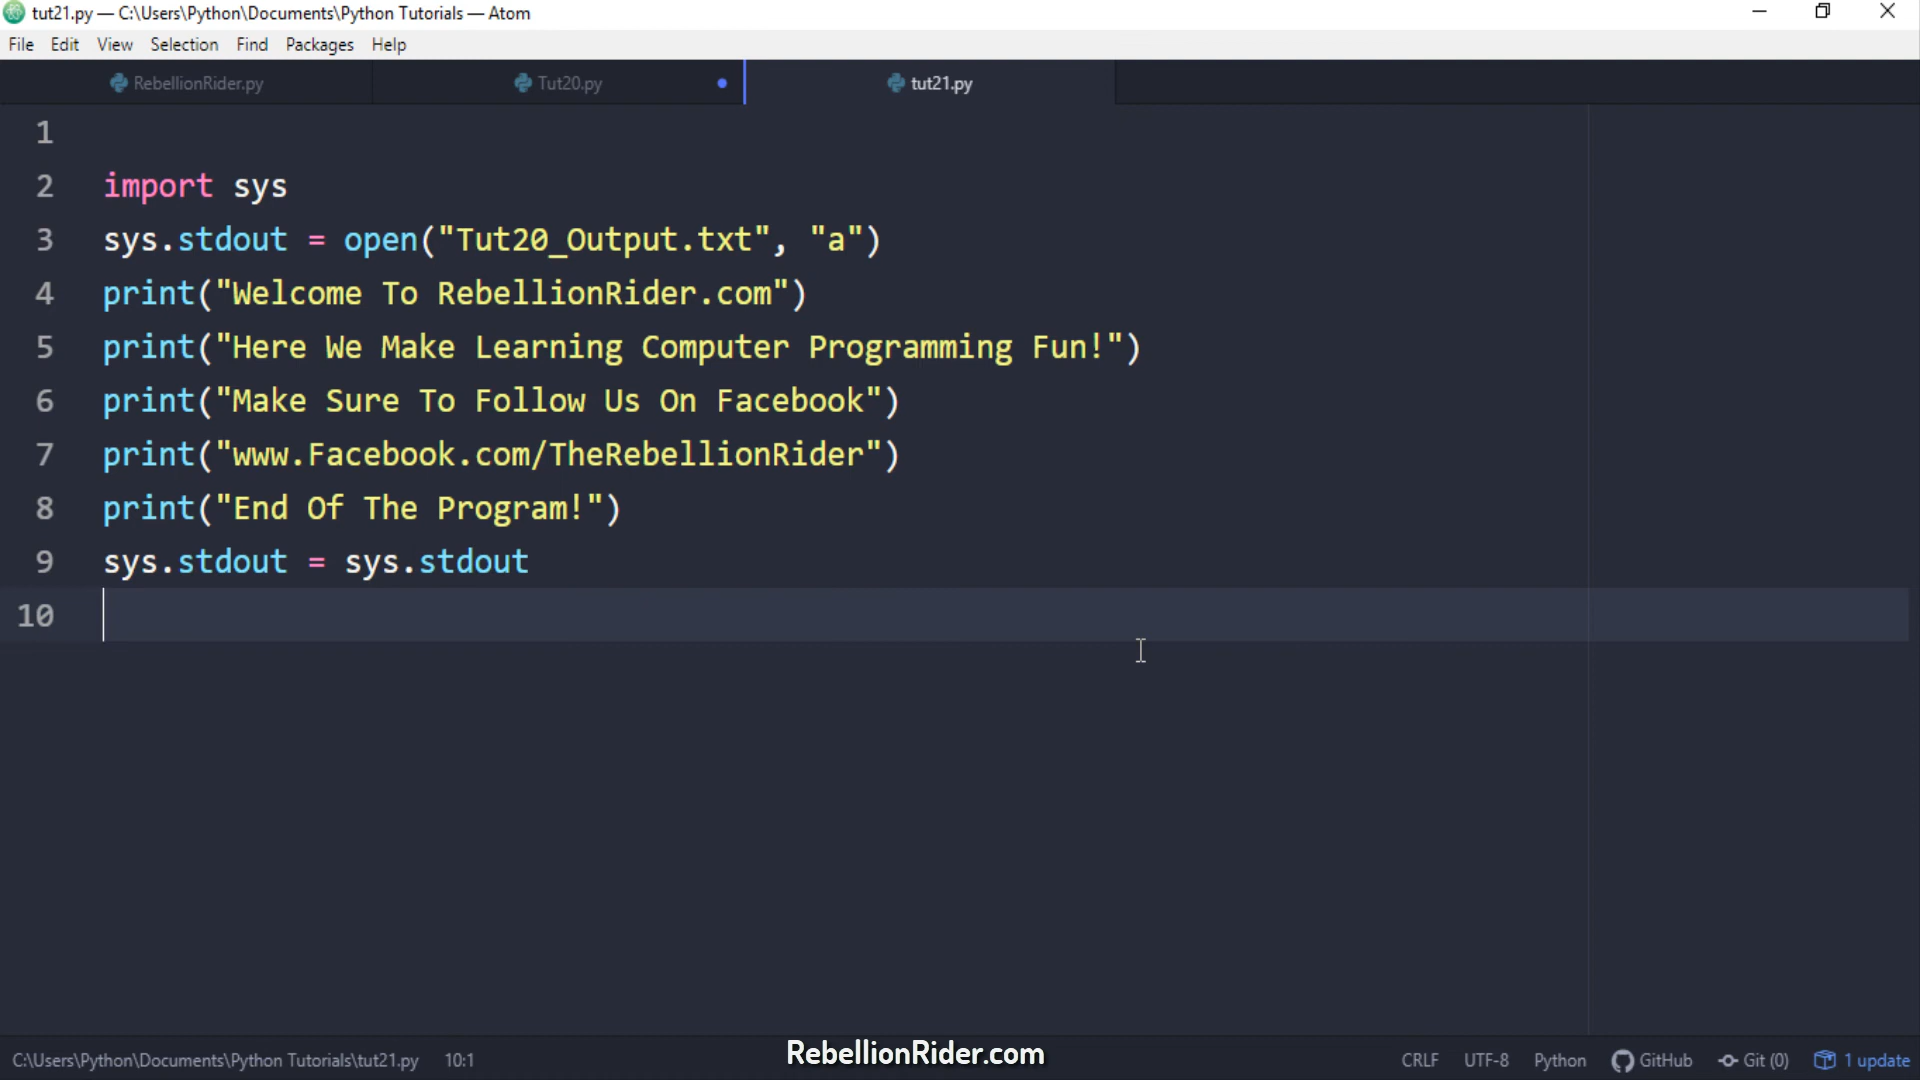 tut21.py — C:\Users\Python\Documents\Python Tutorials — Atom
File Edit View Selection Find Packages Help
RebellionRider.py Tut20.py tut21.py
1
2 import sys
3 sys.stdout = open("Tut20_Output.txt", "a")
4 print("Welcome To RebellionRider.com")
5 print("Here We Make Learning Computer Programming Fun!")
6 print("Make Sure To Follow Us On Facebook")
7 print("www.Facebook.com/TheRebellionRider")
8 print("End Of The Program!")
9 sys.stdout = sys.stdout
10
C:\Users\Python\Documents\Python Tutorials\tut21.py 10:1 RebellionRider.com CRLF UTF-8 Python GitHub Git (0) 1 update